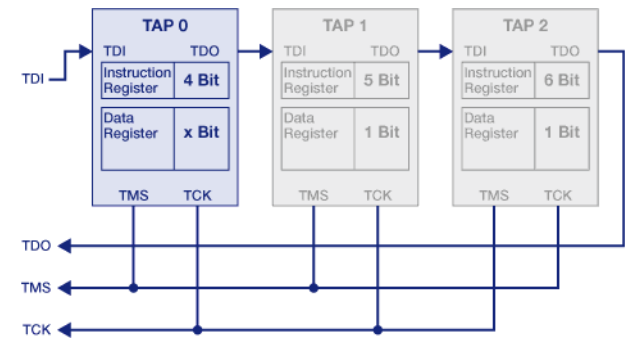 TAP 0
TAP 1
TAP 2
TDI
TDI TDO
Instruction Register 4 Bit
Data Register x Bit
TMS TCK
TDI TDO
Instruction Register 5 Bit
Data Register 1 Bit
TMS TCK
TDI TDO
Instruction Register 6 Bit
Data Register 1 Bit
TMS TCK
TDO
TMS
TCK